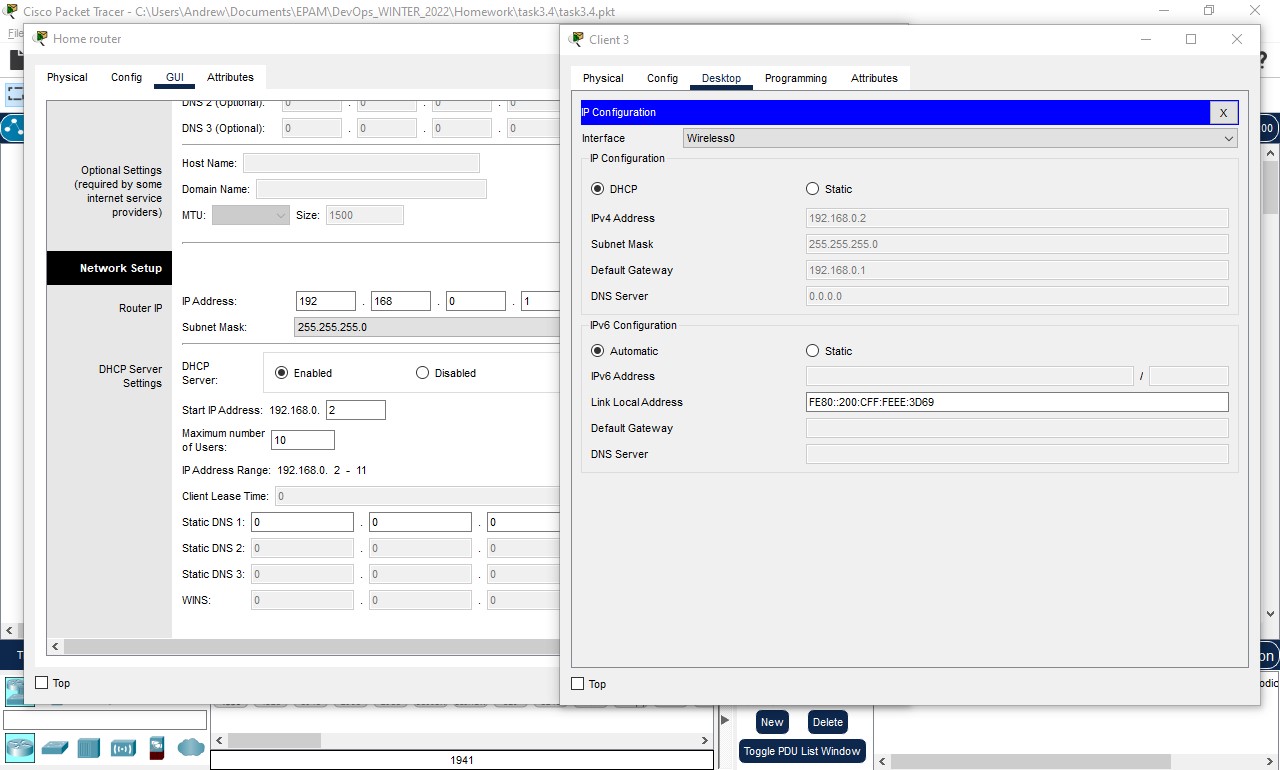 Cisco Packet Tracer - C:\Users\Andrew\Documents\EPAM\DevOps_WINTER_2022\Homework\task3.4\task3.4.pkt
Home router
Physical Config GUI Attributes
DNS 2 (Optional): 0 . 0 . 0 . 0
DNS 3 (Optional): 0 . 0 . 0 . 0
Optional Settings
(required by some
internet service
providers)
Host Name:
Domain Name:
MTU: Size: 1500
Network Setup
Router IP
IP Address: 192 . 168 . 0 . 1
Subnet Mask: 255.255.255.0
DHCP Server
Settings
DHCP
Server: Enabled Disabled
Start IP Address: 192.168.0. 2
Maximum number
of Users: 10
IP Address Range: 192.168.0. 2 - 11
Client Lease Time: 0
Static DNS 1: 0 . 0 . 0
Static DNS 2: 0 . 0 . 0
Static DNS 3: 0 . 0 . 0
WINS: 0 . 0 . 0
Top
Client 3
Physical Config Desktop Programming Attributes
IP Configuration X
Interface Wireless0
IP Configuration
DHCP Static
IPv4 Address 192.168.0.2
Subnet Mask 255.255.255.0
Default Gateway 192.168.0.1
DNS Server 0.0.0.0
IPv6 Configuration
Automatic Static
IPv6 Address /
Link Local Address FE80::200:CFF:FEEE:3D69
Default Gateway
DNS Server
Top
New Delete
Toggle PDU List Window
1941